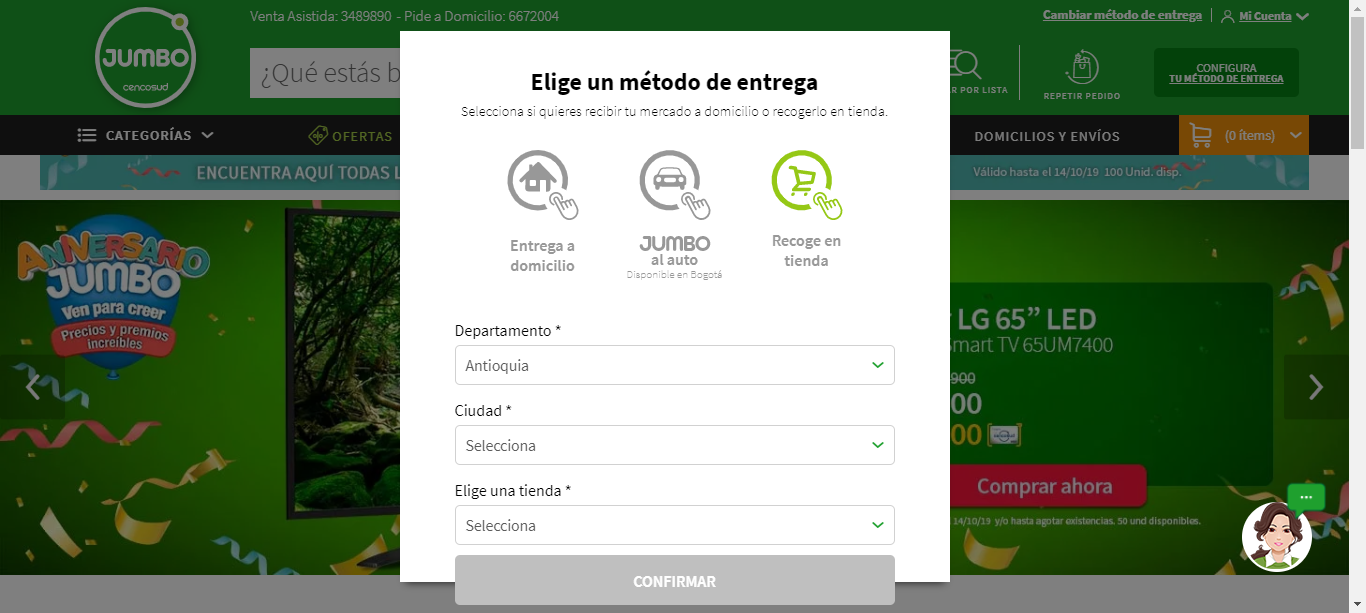 Venta Asistida: 3489890 - Pide a Domicilio: 6672004
Cambiar método de entrega
Mi Cuenta
JUMBO
cencosud
¿Qué estás b
R POR LISTA
REPETIR PEDIDO
CONFIGURA
TU MÉTODO DE ENTREGA
CATEGORÍAS
OFERTAS
DOMICILIOS Y ENVÍOS
(0 ítems)
ENCUENTRA AQUÍ TODAS L
Válido hasta el 14/10/19 100 Unid. disp.
Elige un método de entrega
Selecciona si quieres recibir tu mercado a domicilio o recogerlo en tienda.
Entrega a
domicilio
JUMBO
al auto
Disponible en Bogotá
Recoge en
tienda
Departamento *
Antioquia
Ciudad *
Selecciona
Elige una tienda *
Selecciona
CONFIRMAR
ANIVERSARIO
JUMBO
Ven para creer
Precios y premios
increíbles
LG 65” LED
Smart TV 65UM7400
900
00
00
Comprar ahora
14/10/19 y/o hasta agotar existencias. 50 und disponibles.